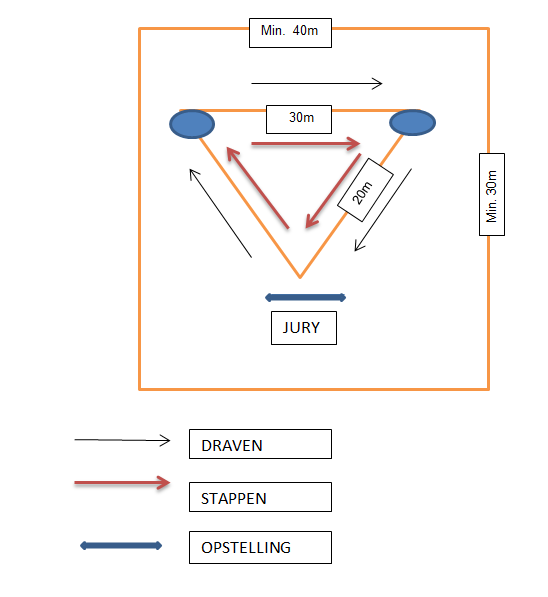 Min. 40m
30m
20m
Min. 30m
JURY
DRAVEN
STAPPEN
OPSTELLING